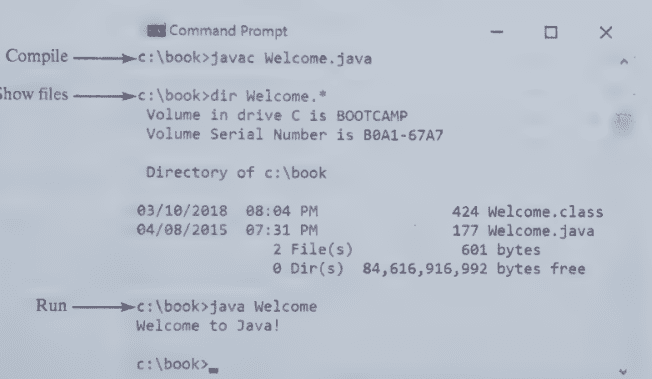 Command Prompt
Compile c:\book>javac Welcome.java
Show files c:\book>dir Welcome.*
Volume in drive C is BOOTCAMP
Volume Serial Number is B0A1-67A7
Directory of c:\book
03/10/2018 08:04 PM 424 Welcome.class
04/08/2015 07:31 PM 177 Welcome.java
2 File(s) 601 bytes
0 Dir(s) 84,616,916,992 bytes free
Run c:\book>java Welcome
Welcome to Java!
c:\book>_